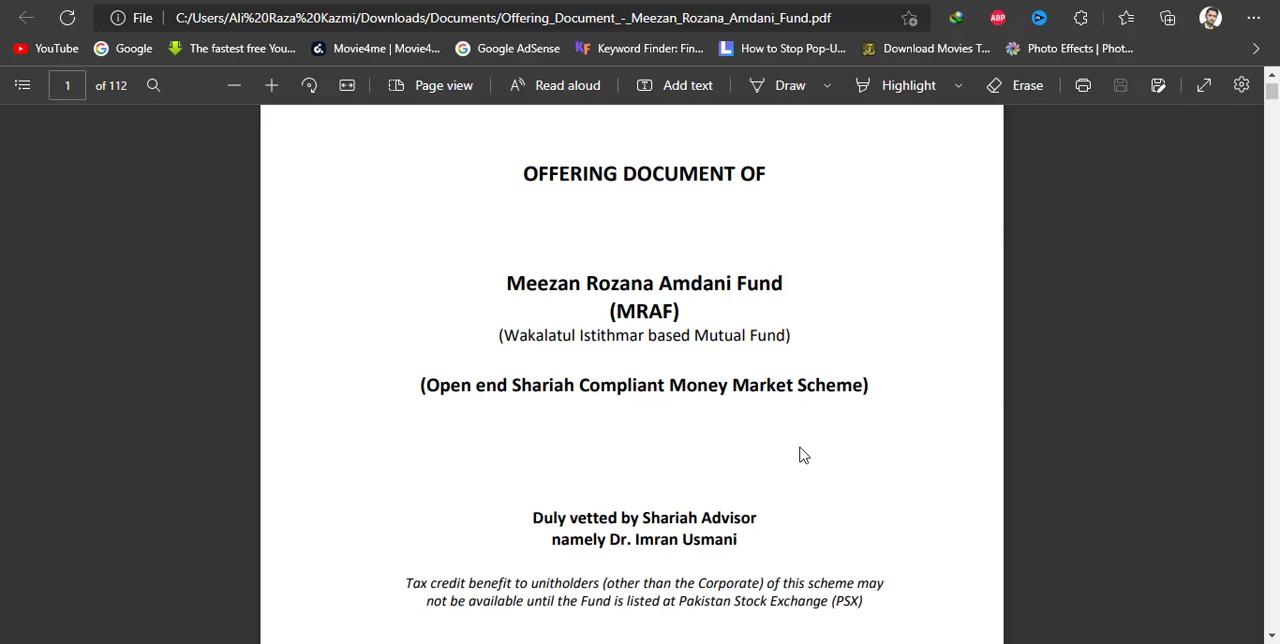 File C:/Users/Ali%20Raza%20Kazmi/Downloads/Documents/Offering_Document_-_Meezan_Rozana_Amdani_Fund.pdf ABP
YouTube Google The fastest free You... Movie4me | Movie4... Google AdSense KF Keyword Finder: Fin... L How to Stop Pop-U... Download Movies T... Photo Effects | Phot...
1 of 112 Page view Read aloud Add text Draw Highlight Erase
OFFERING DOCUMENT OF
Meezan Rozana Amdani Fund
(MRAF)
(Wakalatul Istithmar based Mutual Fund)
(Open end Shariah Compliant Money Market Scheme)
Duly vetted by Shariah Advisor
namely Dr. Imran Usmani
Tax credit benefit to unitholders (other than the Corporate) of this scheme may
not be available until the Fund is listed at Pakistan Stock Exchange (PSX)